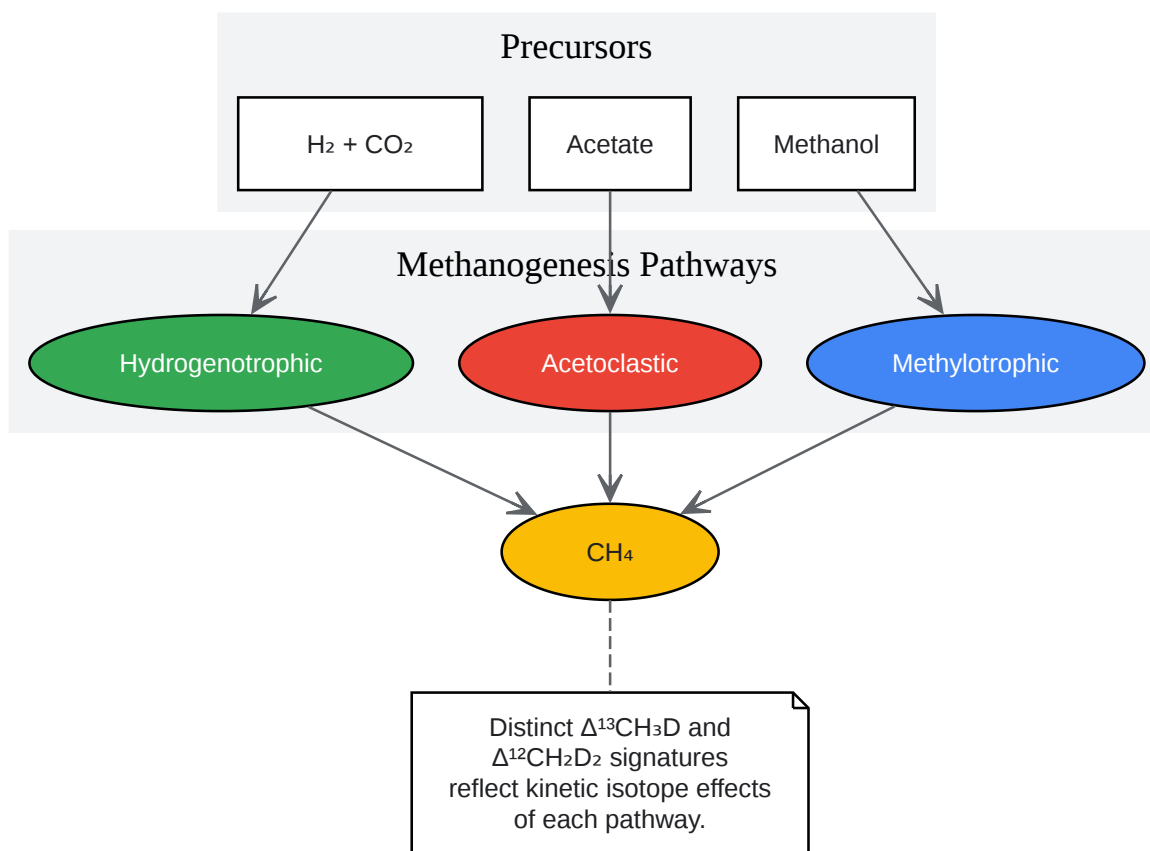 Precursors
H₂ + CO₂
Acetate
Methanol
Methanogenesis Pathways
Hydrogenotrophic
Acetoclastic
Methylotrophic
CH₄
Distinct Δ¹³CH₃D and
Δ¹²CH₂D₂ signatures
reflect kinetic isotope effects
of each pathway.